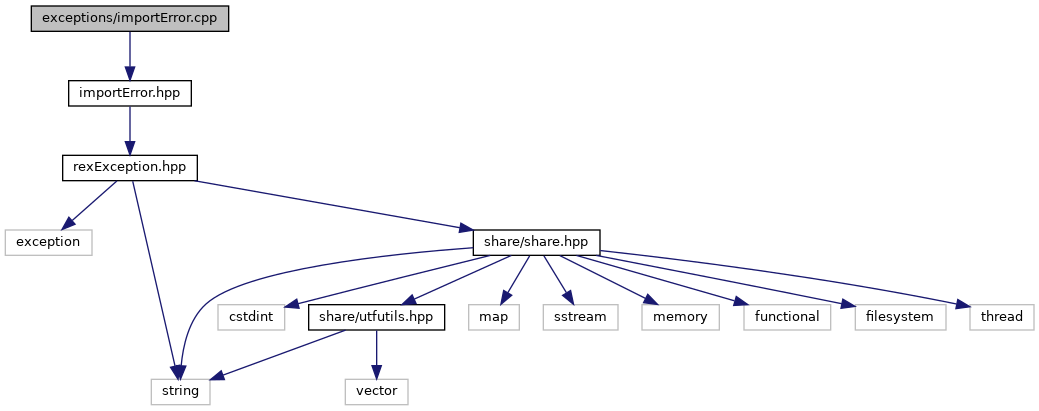 exceptions/importError.cpp
importError.hpp
rexException.hpp
exception
share/share.hpp
cstdint
share/utfutils.hpp
map
sstream
memory
functional
filesystem
thread
string
vector